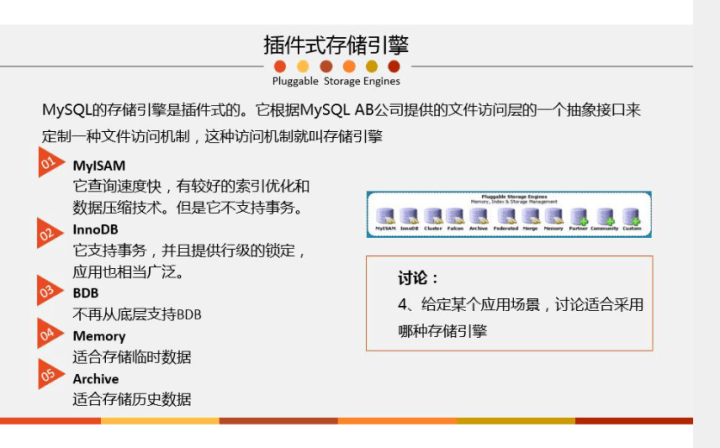 插件式存储引擎
Pluggable Storage Engines
MySQL的存储引擎是插件式的。它根据MySQL AB公司提供的文件访问层的一个抽象接口来
定制一种文件访问机制，这种访问机制就叫存储引擎
01
MyISAM
它查询速度快，有较好的索引优化和
数据压缩技术。但是它不支持事务。
02
InnoDB
它支持事务，并且提供行级的锁定，
应用也相当广泛。
03
BDB
不再从底层支持BDB
04
Memory
适合存储临时数据
05
Archive
适合存储历史数据
Pluggable Storage Engines
Memory, Index & Storage Management
MyISAM InnoDB Cluster Falcon Archive Federated Merge Memory Partner Community Custom
讨论：
4、给定某个应用场景，讨论适合采用
哪种存储引擎